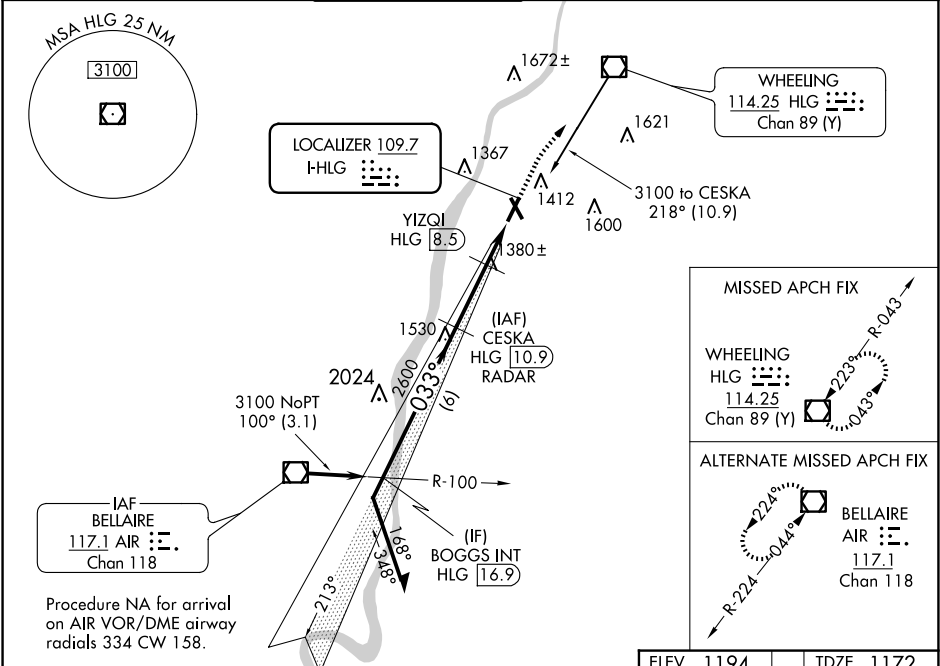 MSA HLG 25 NM
3100
1672±
WHEELING
114.25 HLG
Chan 89 (Y)
1621
LOCALIZER 109.7
I-HLG
1367
1412
3100 to CESKA
218° (10.9)
1600
YIZQI
HLG 8.5
1380±
(IAF)
CESKA
HLG 10.9
RADAR
1530
2024
2600
033°
(6)
3100 NoPT
100° (3.1)
R-100
IAF
BELLAIRE
117.1 AIR
Chan 118
(IF)
BOGGS INT
HLG 16.9
168°
348°
213°
Procedure NA for arrival
on AIR VOR/DME airway
radials 334 CW 158.
MISSED APCH FIX
R-043
WHEELING
HLG
114.25
Chan 89 (Y)
223°
043°
ALTERNATE MISSED APCH FIX
224°
044°
R-224
BELLAIRE
AIR
117.1
Chan 118
ELEV 1194
TDZE 1172